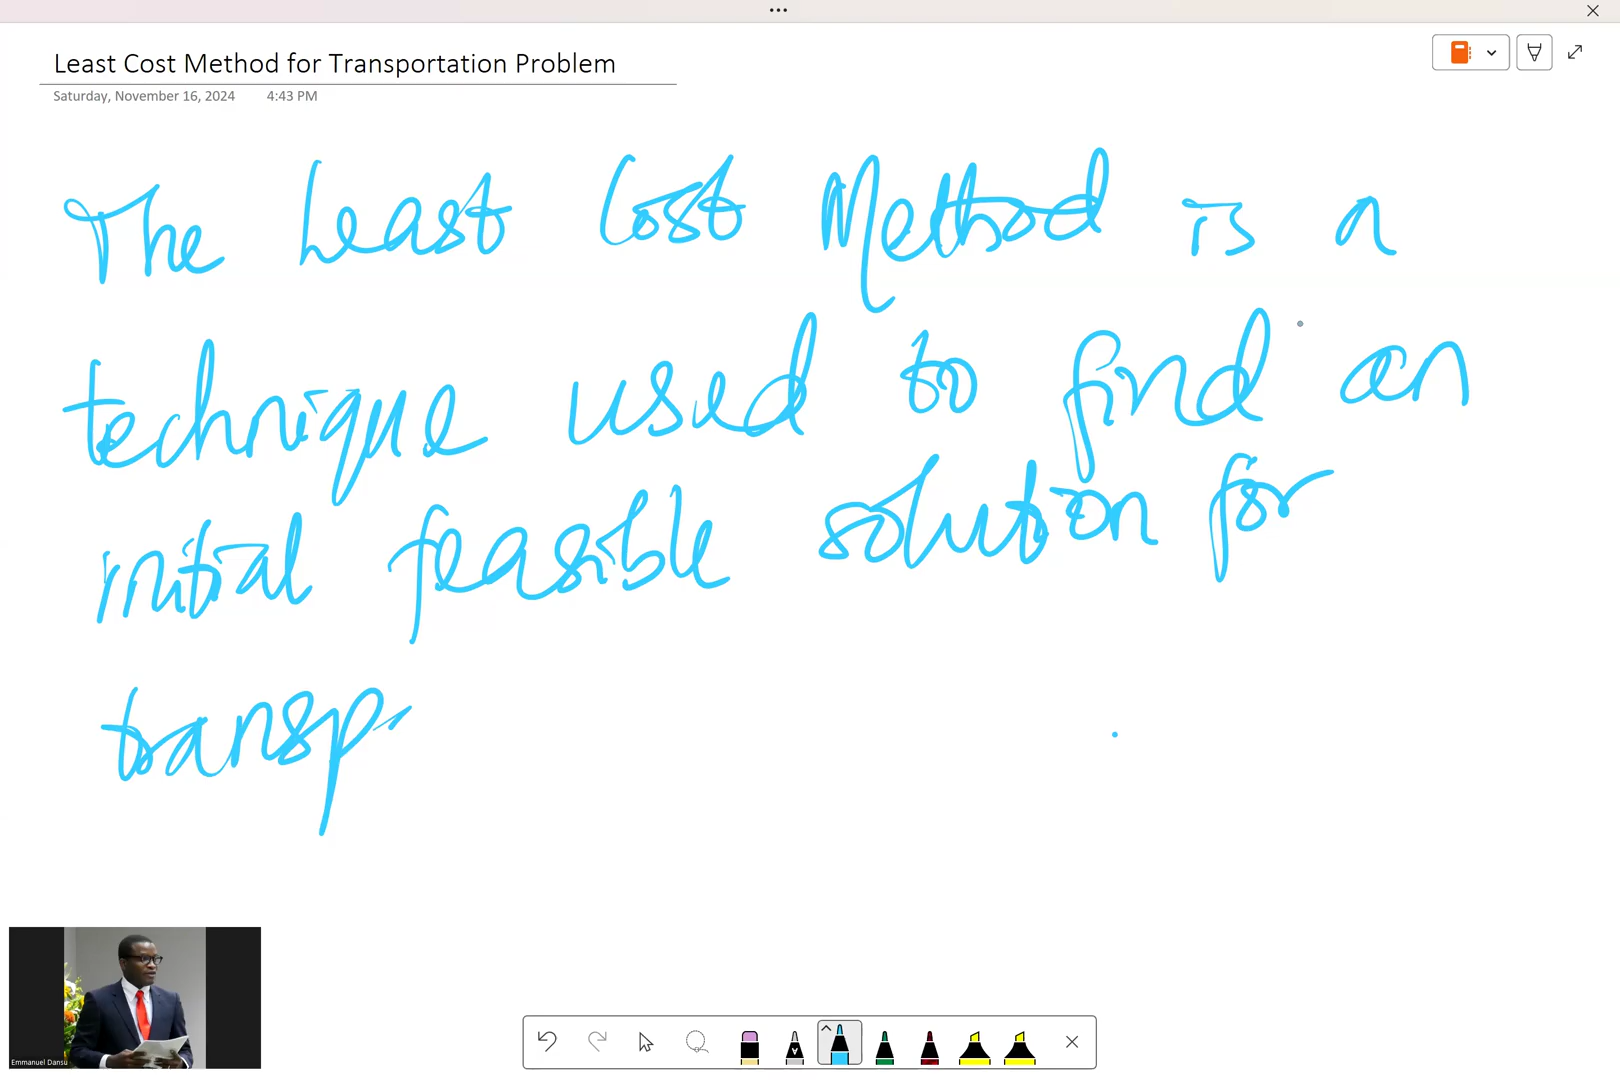 Least Cost Method for Transportation Problem
Saturday, November 16, 2024 4:43 PM
The Least Cost Method is a
technique used to find an
initial feasible solution for
transp
Emmanuel Dansu